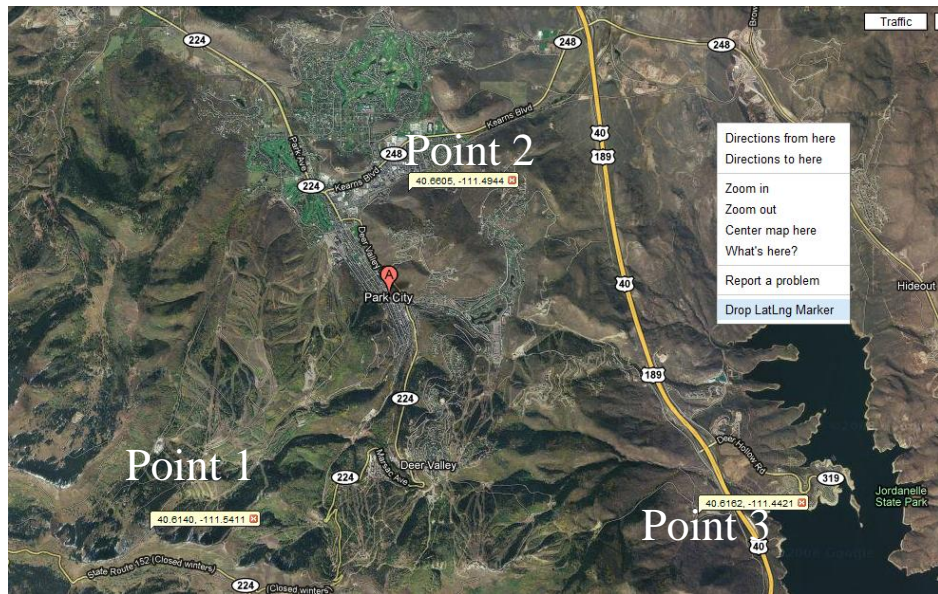 224
248
248
Traffic
Park Ave
Kearns Blvd
248
Point 2
40.6605, -111.4944
224
Kearns Blvd
40
189
Directions from here
Directions to here
Zoom in
Zoom out
Center map here
What's here?
Report a problem
Drop LatLng Marker
Deer Valley
A
Park City
40
Hideout
189
224
Point 1
224
Marsac Ave
Deer Valley
Deer Hollow Rd
319
Jordanelle
State Park
40.6140, -111.5411
40.6162, -111.4421
Point 3
40
State Route 152 (Closed winters)
224
(Closed winters)